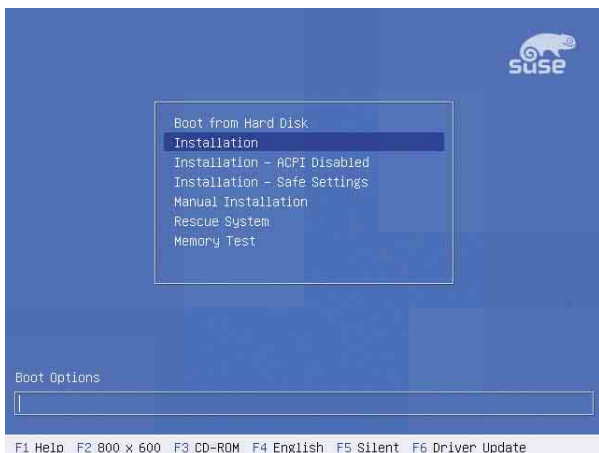 suse
Boot from Hard Disk
Installation
Installation - ACPI Disabled
Installation - Safe Settings
Manual Installation
Rescue System
Memory Test
Boot Options
F1 Help F2 800 x 600 F3 CD-ROM F4 English F5 Silent F6 Driver Update